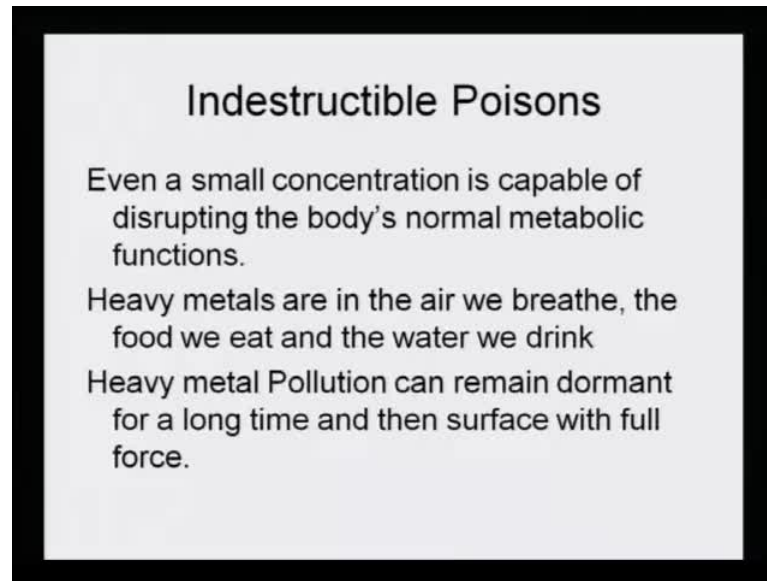 Indestructible Poisons
Even a small concentration is capable of
disrupting the body's normal metabolic
functions.
Heavy metals are in the air we breathe, the
food we eat and the water we drink
Heavy metal Pollution can remain dormant
for a long time and then surface with full
force.